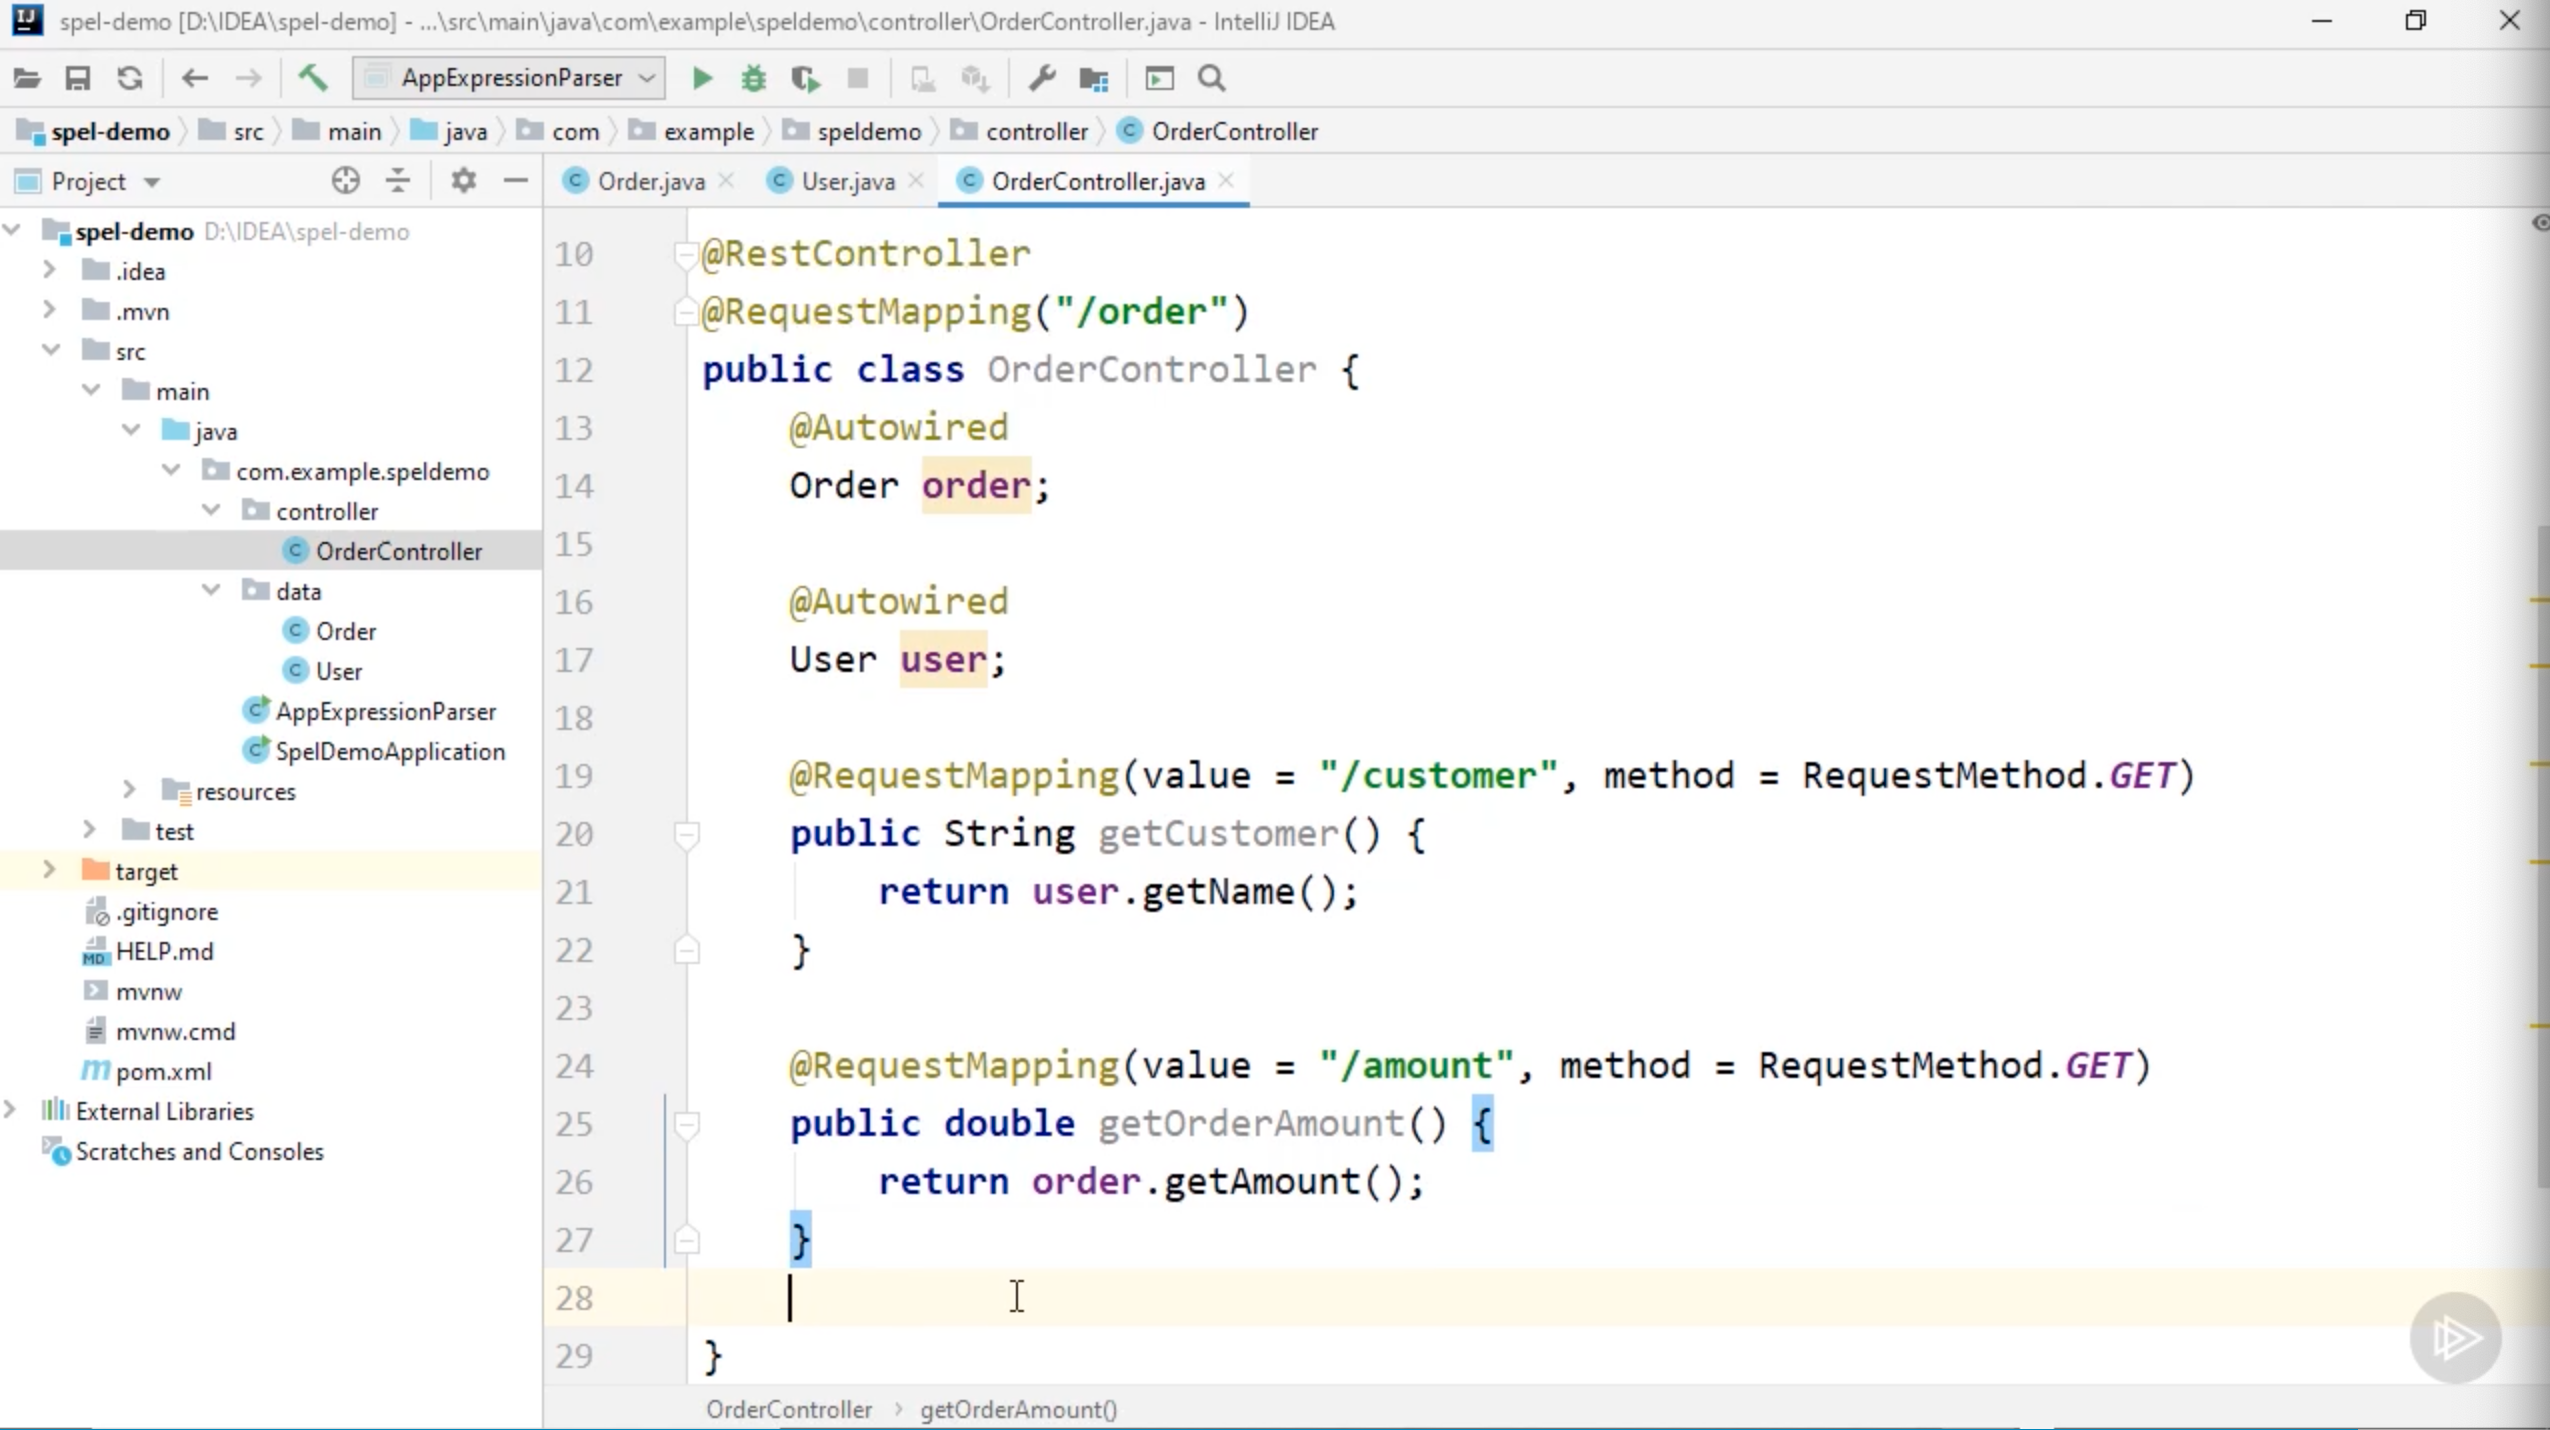 IJ spel-demo [D:\IDEA\spel-demo] - ...\src\main\java\com\example\speldemo\controller\OrderController.java - IntelliJ IDEA
AppExpressionParser
spel-demo src main java com example speldemo controller C OrderController
Project
C Order.java C User.java C OrderController.java
spel-demo D:\IDEA\spel-demo
.idea
.mvn
src
main
java
com.example.speldemo
controller
C OrderController
data
C Order
C User
C AppExpressionParser
C SpelDemoApplication
resources
test
target
.gitignore
MD HELP.md
mvnw
mvnw.cmd
m pom.xml
External Libraries
Scratches and Consoles
10 @RestController
11 @RequestMapping("/order")
12 public class OrderController {
13 @Autowired
14 Order order;
15
16 @Autowired
17 User user;
18
19 @RequestMapping(value = "/customer", method = RequestMethod.GET)
20 public String getCustomer() {
21 return user.getName();
22 }
23
24 @RequestMapping(value = "/amount", method = RequestMethod.GET)
25 public double getOrderAmount() {
26 return order.getAmount();
27 }
28
29 }
OrderController > getOrderAmount()